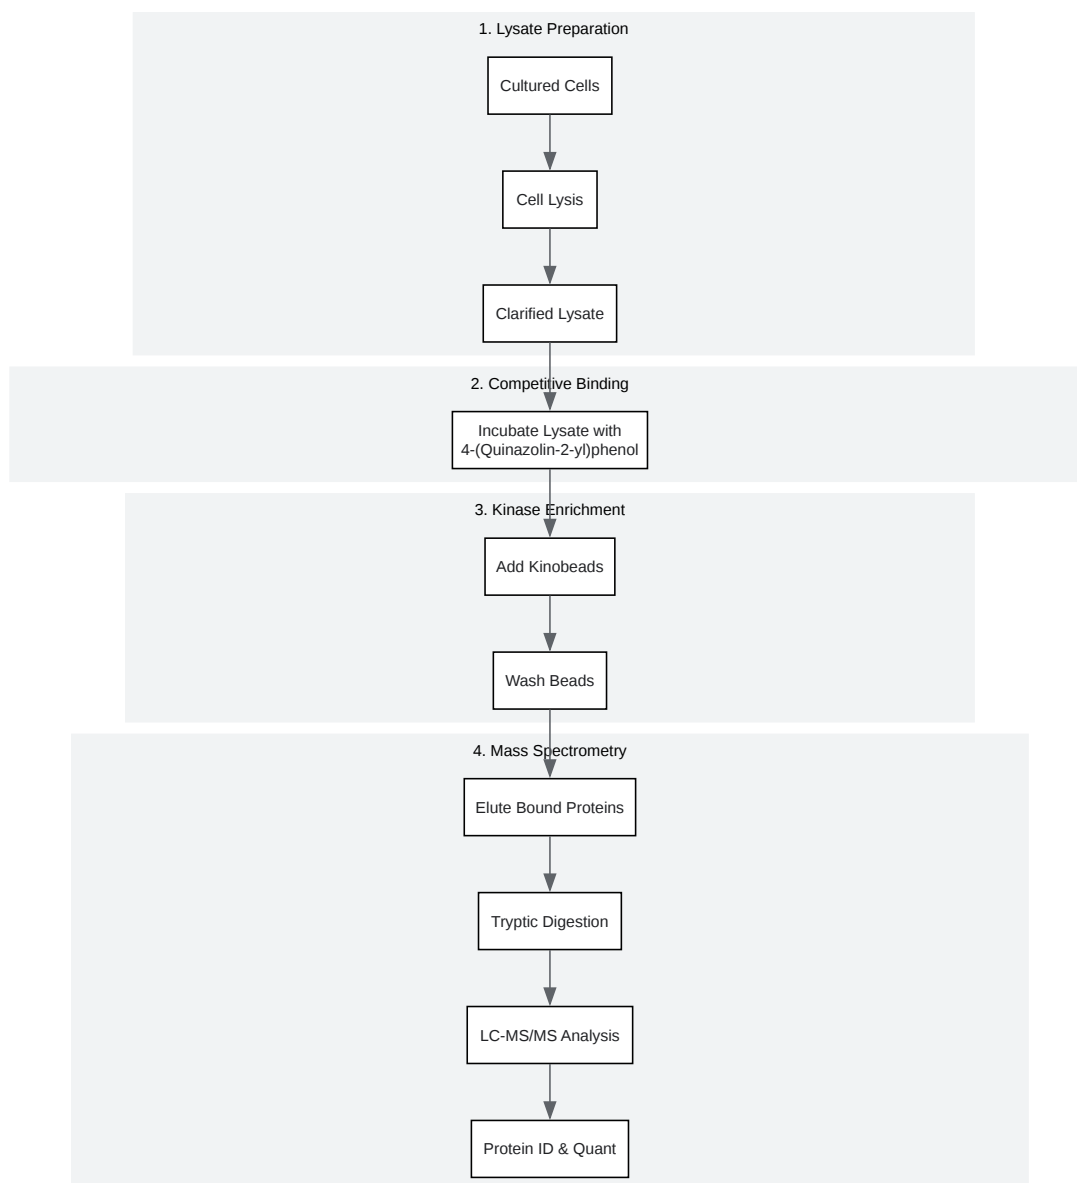 1. Lysate Preparation
Cultured Cells
Cell Lysis
Clarified Lysate
2. Competitive Binding
Incubate Lysate with
4-(Quinazolin-2-yl)phenol
3. Kinase Enrichment
Add Kinobeads
Wash Beads
4. Mass Spectrometry
Elute Bound Proteins
Tryptic Digestion
LC-MS/MS Analysis
Protein ID & Quant